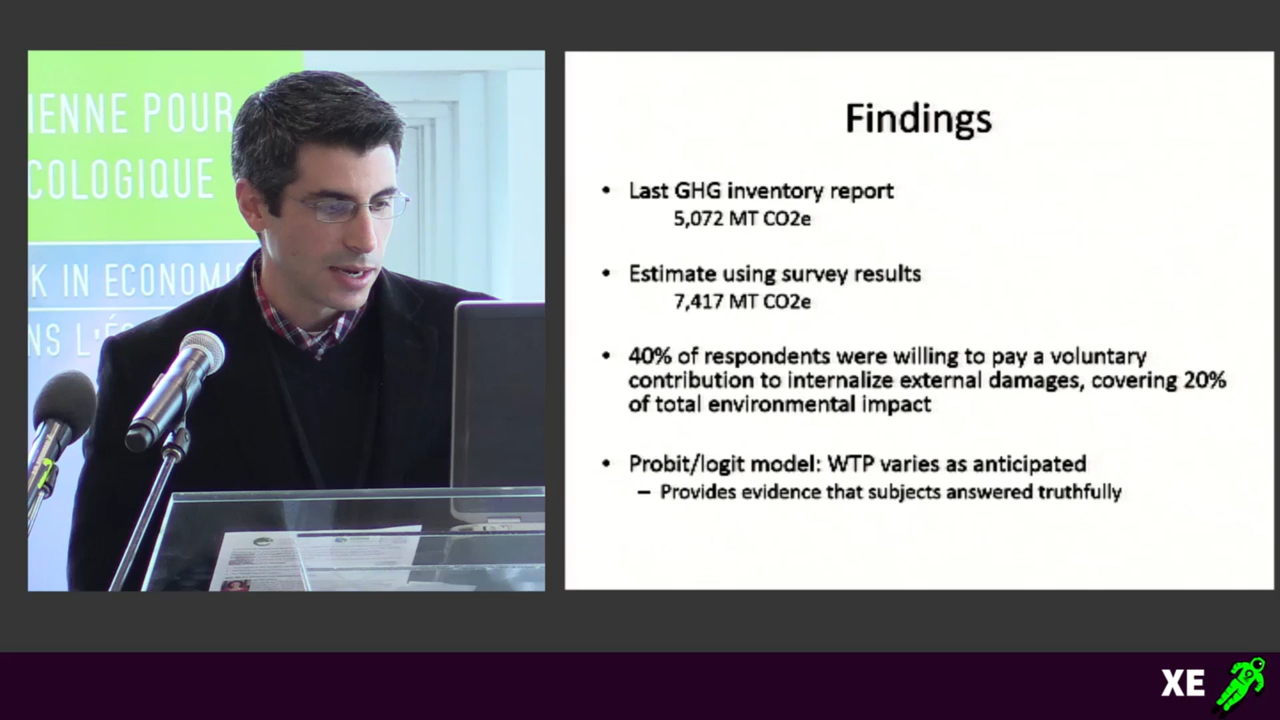 IENNE POUR
COLOGIQUE
K IN ECONOMI
NS L'É
Findings
• Last GHG inventory report
5,072 MT CO2e
• Estimate using survey results
7,417 MT CO2e
• 40% of respondents were willing to pay a voluntary
contribution to internalize external damages, covering 20%
of total environmental impact
• Probit/logit model: WTP varies as anticipated
– Provides evidence that subjects answered truthfully
XE